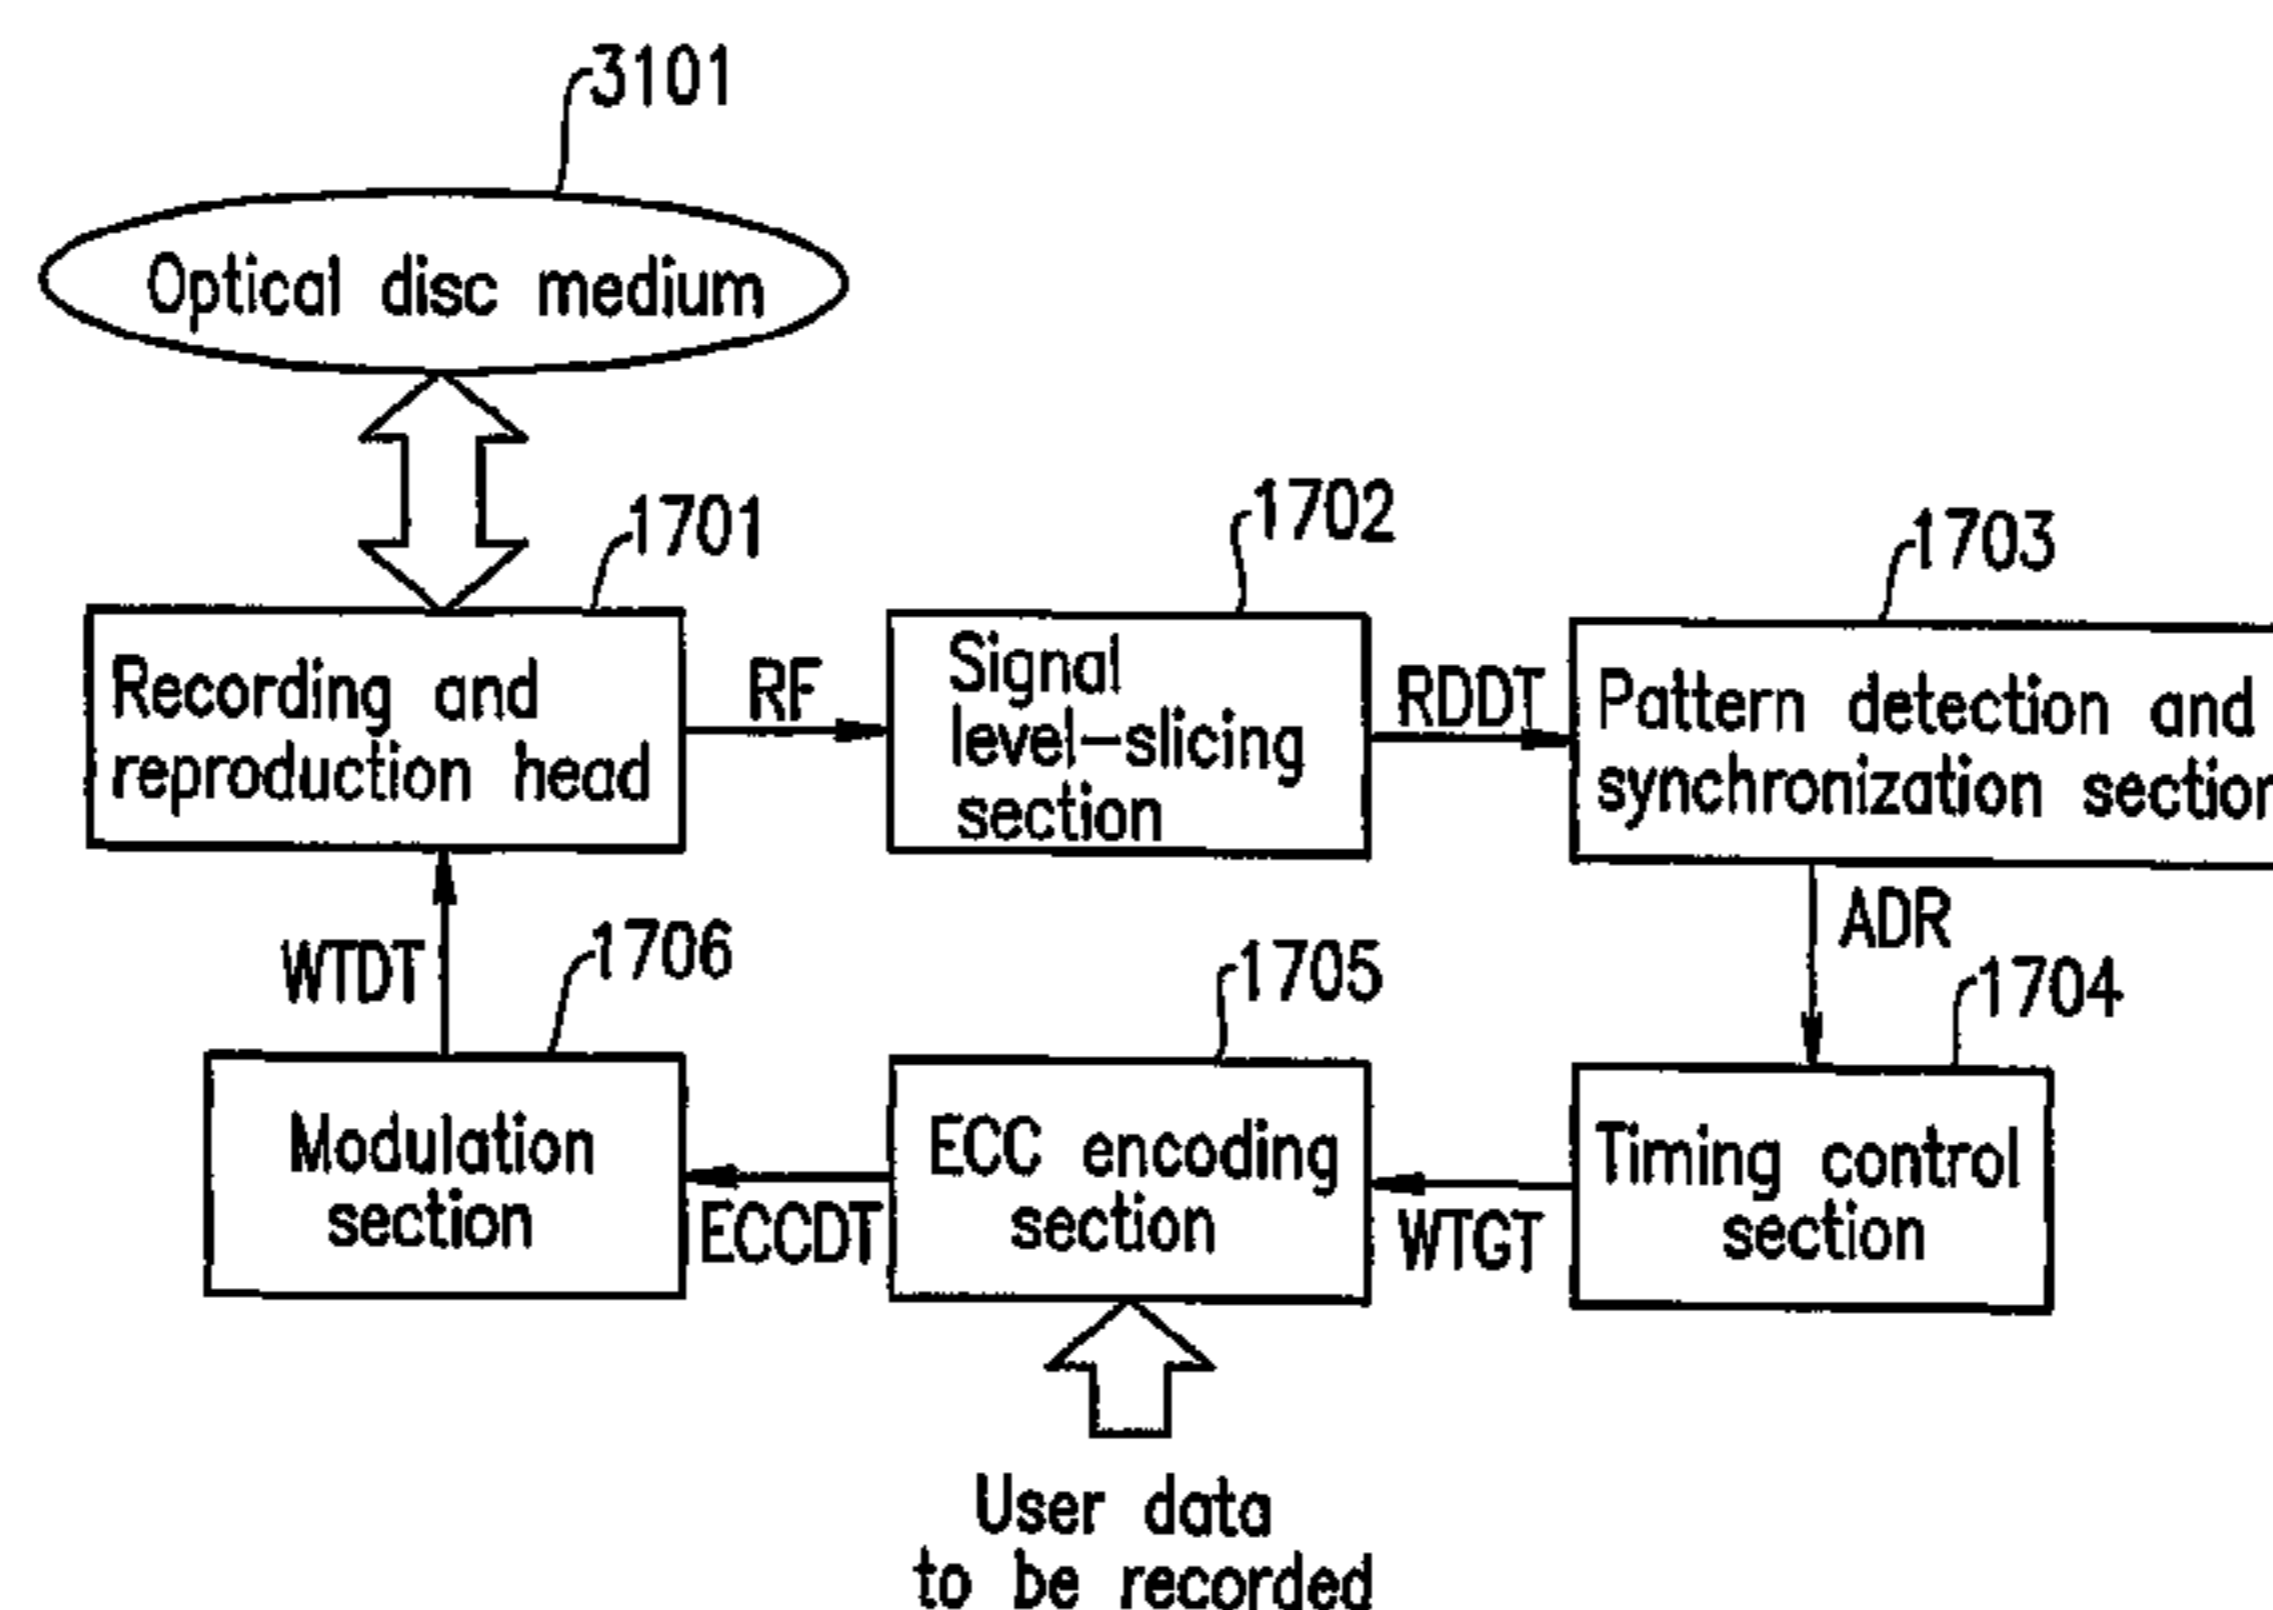 3101
Optical disc medium
1701
1702
1703
Recording and
reproduction head
RF
Signal
level-slicing
section
RDDT
Pattern detection and
synchronization section
WTDT
1706
1705
ADR
1704
Modulation
section
ECCDT
ECC encoding
section
WTGT
Timing control
section
User data
to be recorded